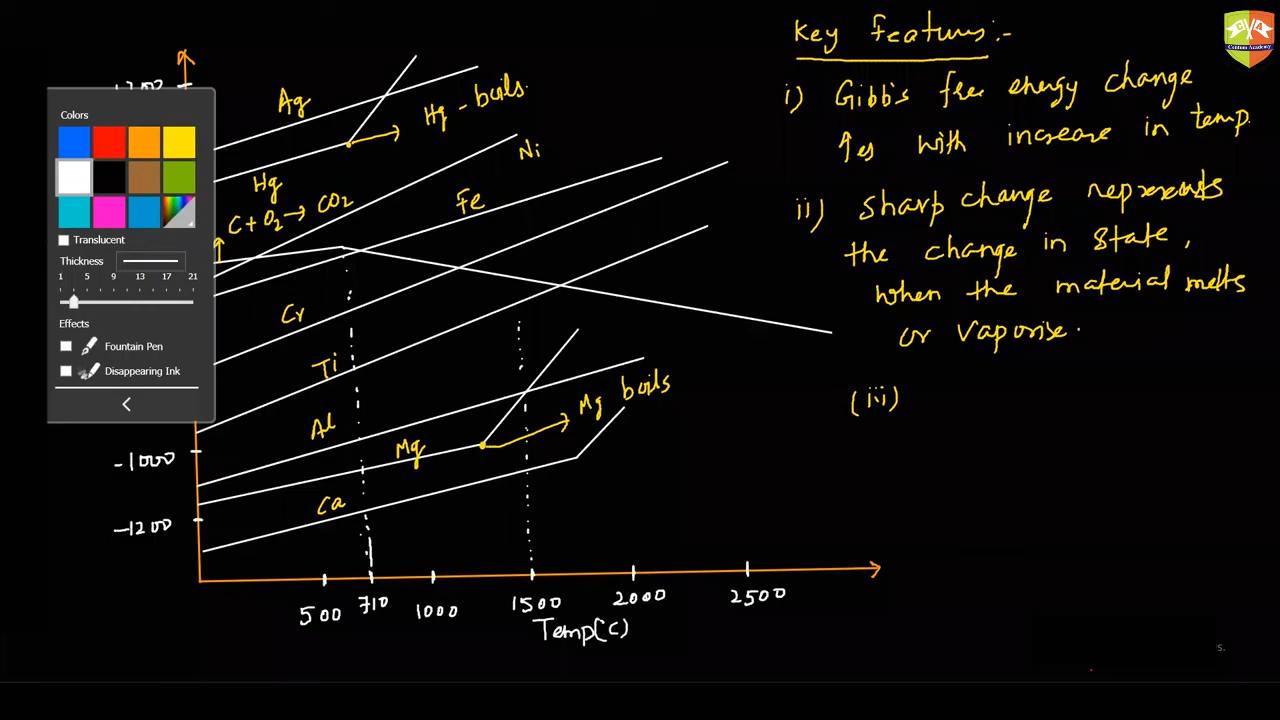 Key Features:-
i) Gibb's free energy change
↑es with increase in temp.
ii) Sharp change represents
the change in state,
when the material melts
or vaporise.
(iii)
Colors
Translucent
Thickness
1 5 9 13 17 21
Effects
Fountain Pen
Disappearing Ink
Ag
Hg - boils.
Hg
C + O2 → CO2
Ni
Fe
Cr
Ti
Al
Mg
Mg boils
Ca
-1000
-1200
500 710 1000 1500 2000 2500
Temp(C)